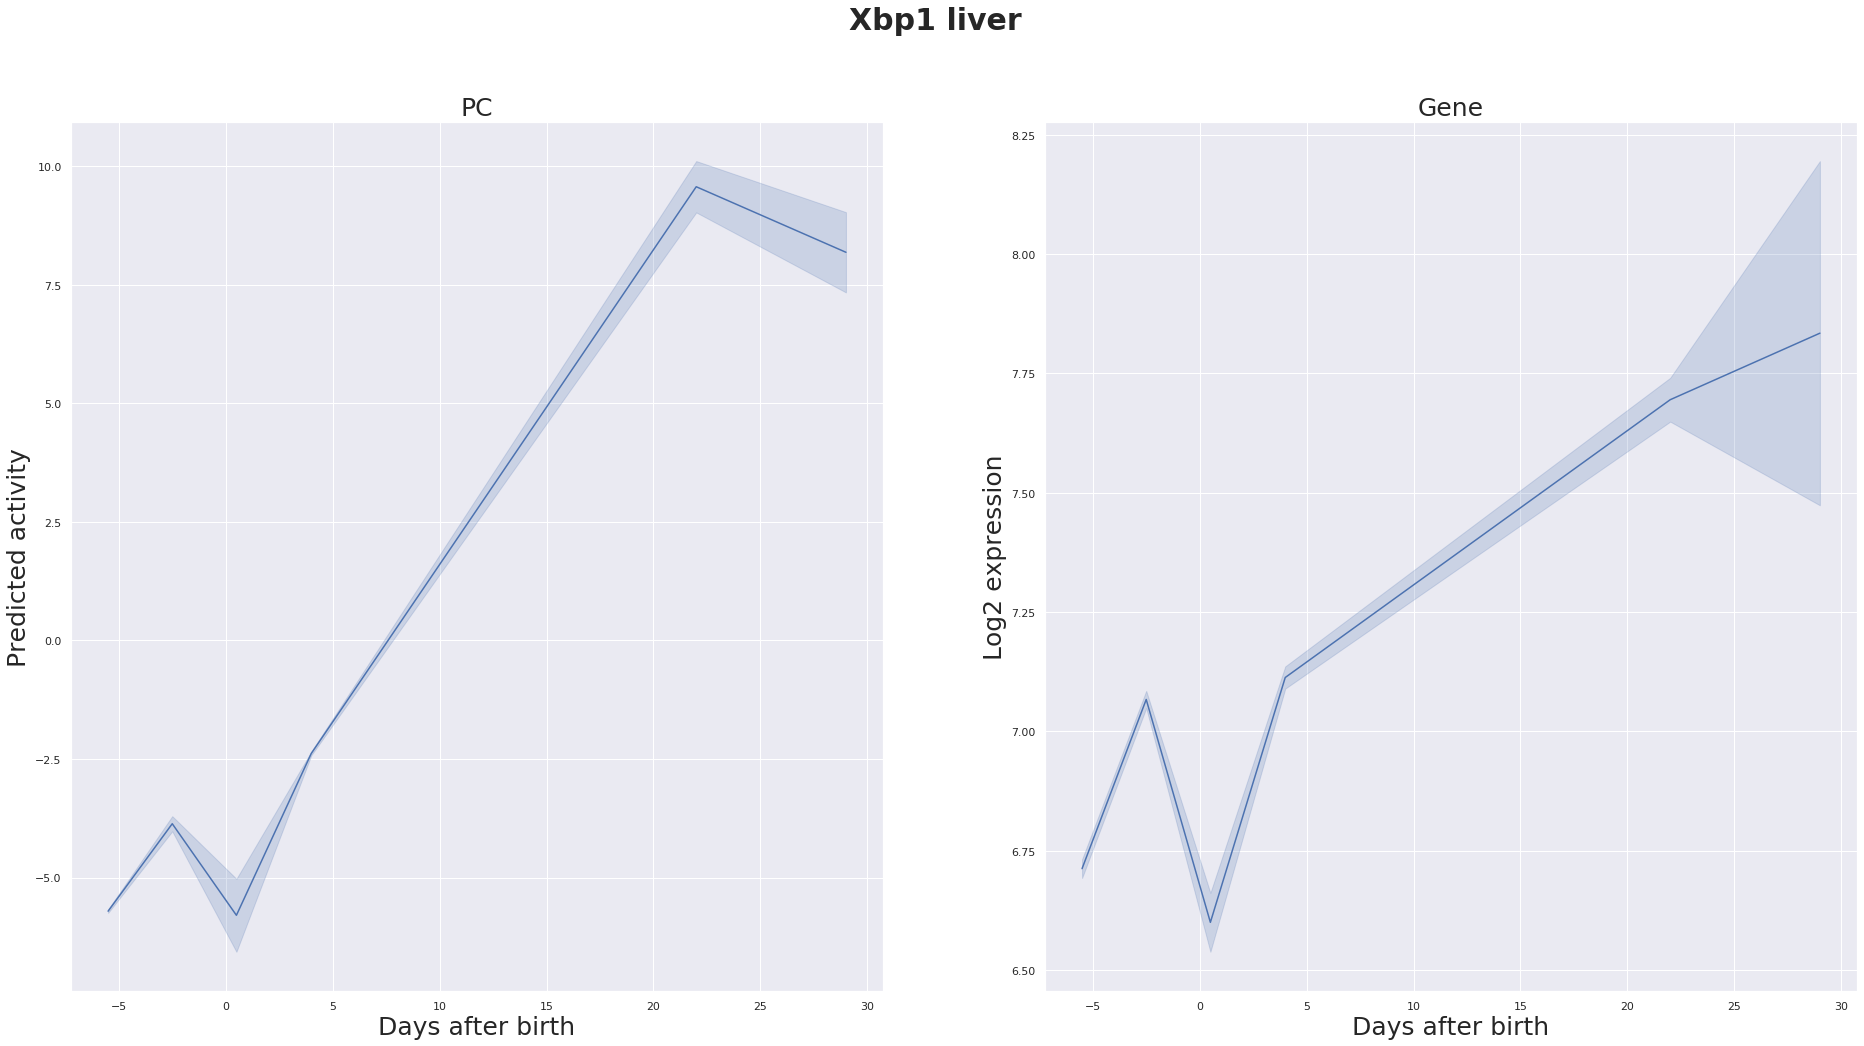 Xbp1 liver
PC
Predicted activity
10.0
7.5
5.0
2.5
0.0
−2.5
−5.0
−5 0 5 10 15 20 25 30
Days after birth
Gene
Log2 expression
8.25
8.00
7.75
7.50
7.25
7.00
6.75
6.50
−5 0 5 10 15 20 25 30
Days after birth